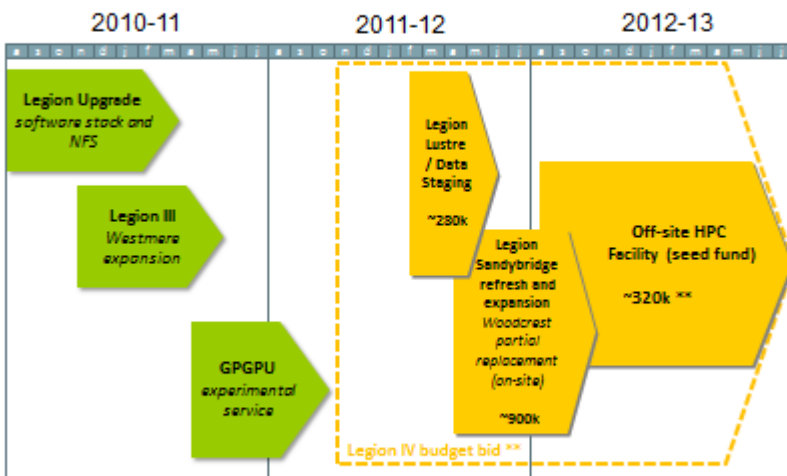 2010-11
2011-12
2012-13
a s o n d j f m a m j j a s o n d j f m a m j j a s o n d j f m a m j j
Legion Upgrade
software stack and
NFS
Legion III
Westmere
expansion
GPGPU
experimental
service
Legion
Lustre
/ Data
Staging
~280k
Legion
Sandybridge
refresh and
expansion
Woodcrest
partial
replacement
(on-site)
~900k
Off-site HPC
Facility (seed fund)
~320k **
Legion IV budget bid **